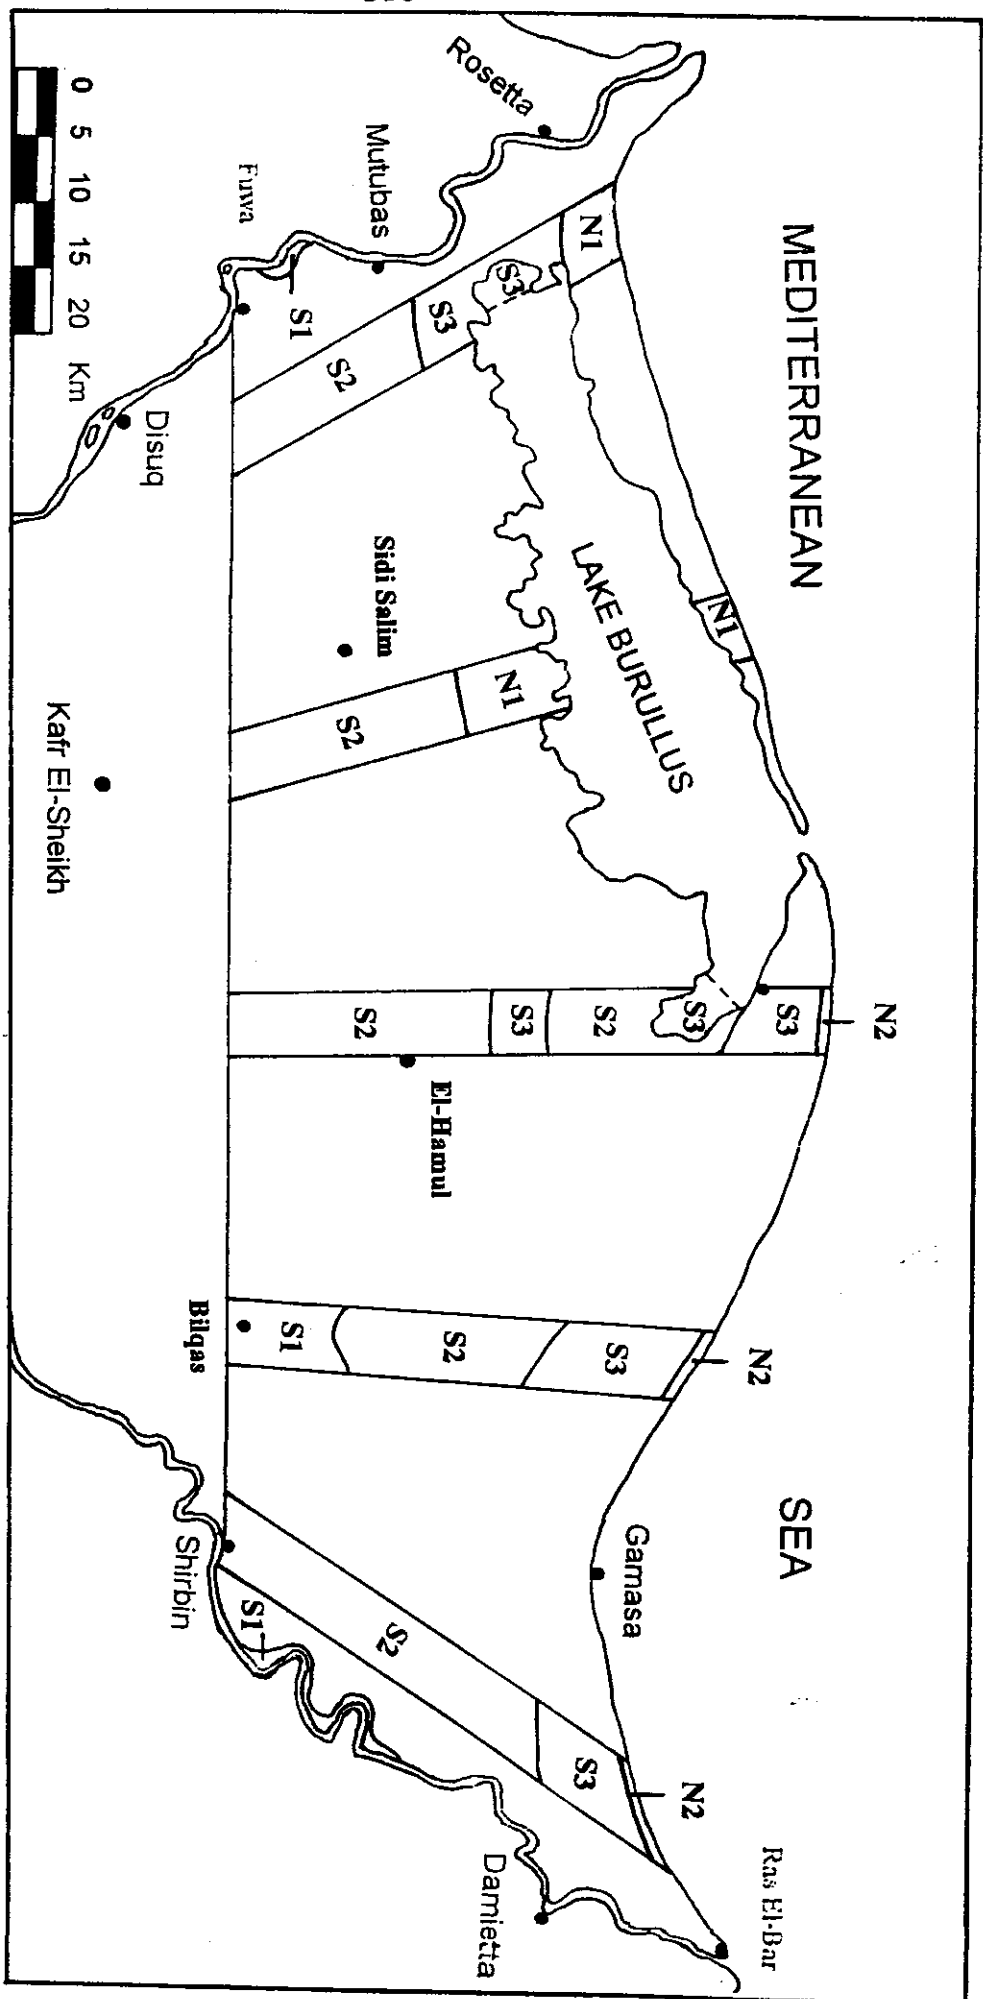 MEDITERRANEAN
SEA
N2
N2
N2
Ras El-Bar
Rosetta
N1
N1
Gamasa
LAKE BURULLUS
S3
S3
S3
S3
S3
S3
S3
Mutubas
S2
S2
S2
S2
S2
S2
N1
Damietta
Sidi Salim
El-Hamul
Fuwa
S1
S1
S1
Disuq
Bilqas
Shirbin
Kafr El-Sheikh
0 5 10 15 20 Km